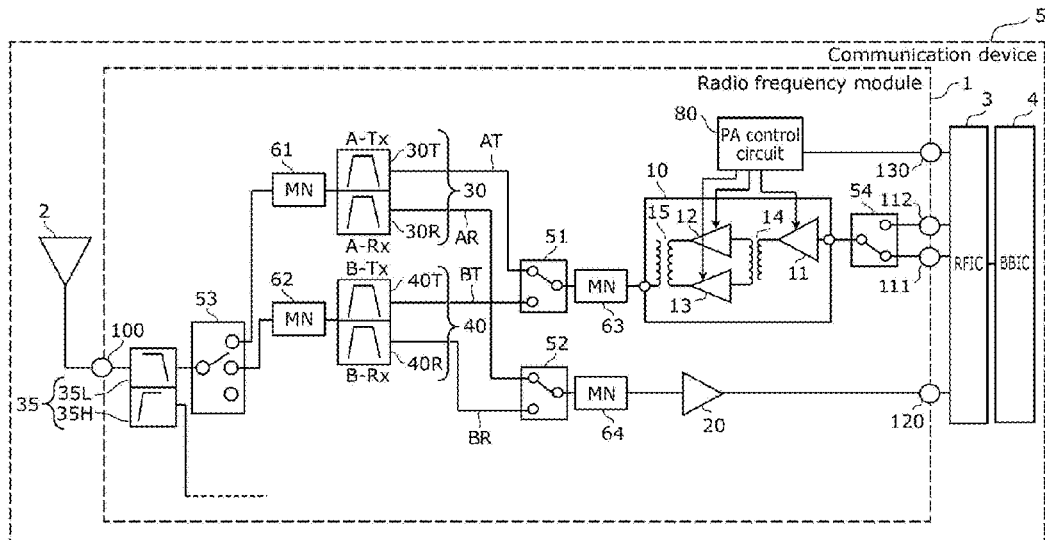 5
Communication device
Radio frequency module
1
3
4
80
PA control
circuit
130
A-Tx
30T
AT
61
MN
30
10
15
12
14
54
112
2
30R
A-Rx
AR
51
11
RFIC
BBIC
B-Tx
40T
BT
13
111
53
62
MN
40
MN
63
100
40R
B-Rx
52
35
35L
35H
MN
64
20
120
BR